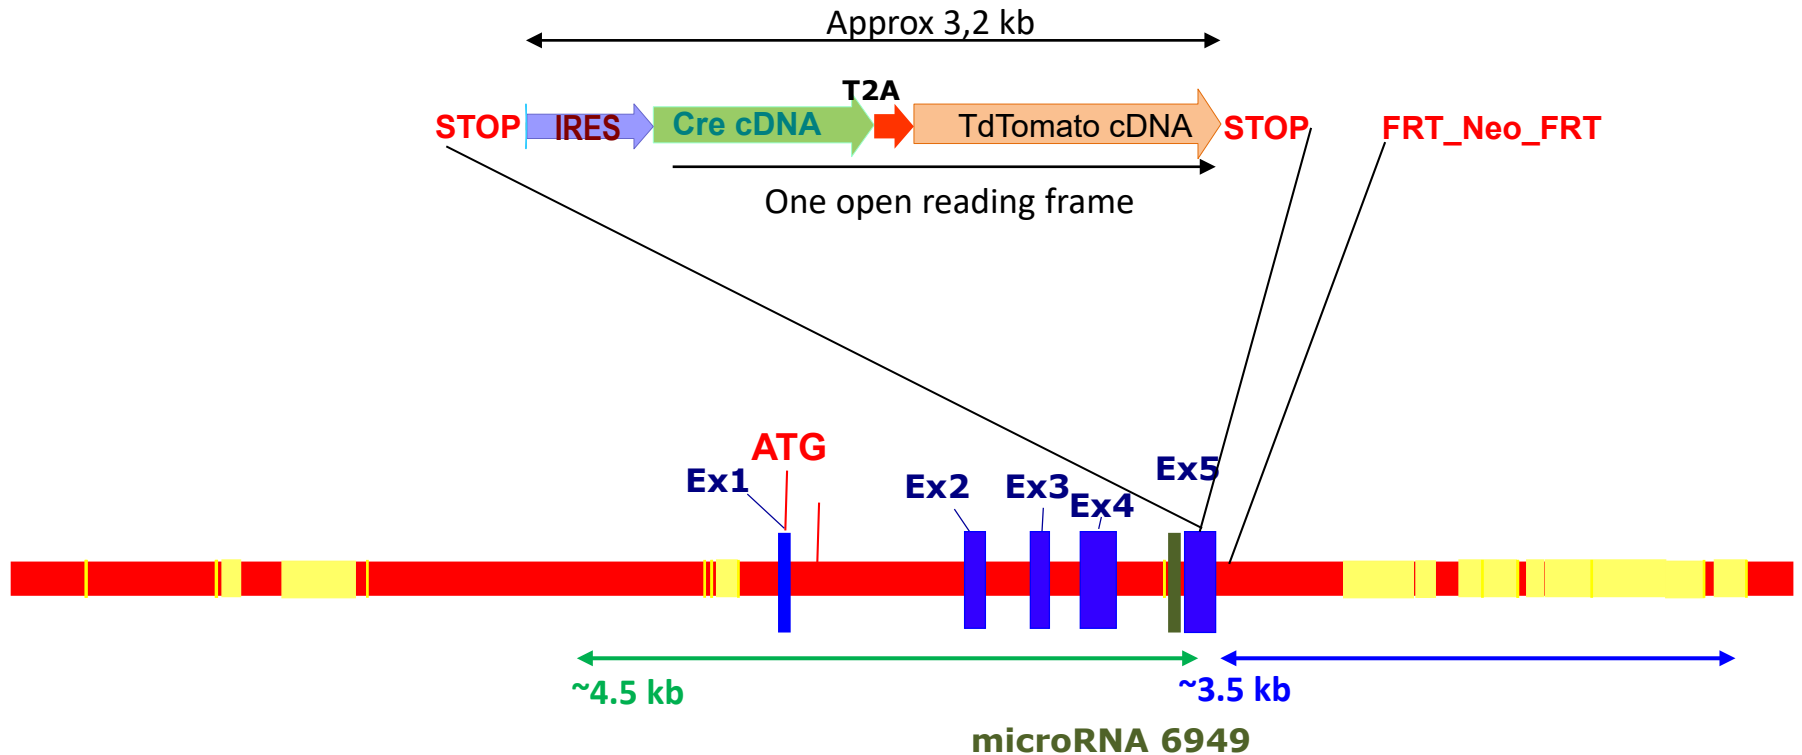 Approx 3,2 kb
T2A
STOP IRES Cre cDNA TdTomato cDNA STOP FRT_Neo_FRT
One open reading frame
ATG
Ex1 Ex2 Ex3 Ex4 Ex5
~4.5 kb ~3.5 kb
microRNA 6949